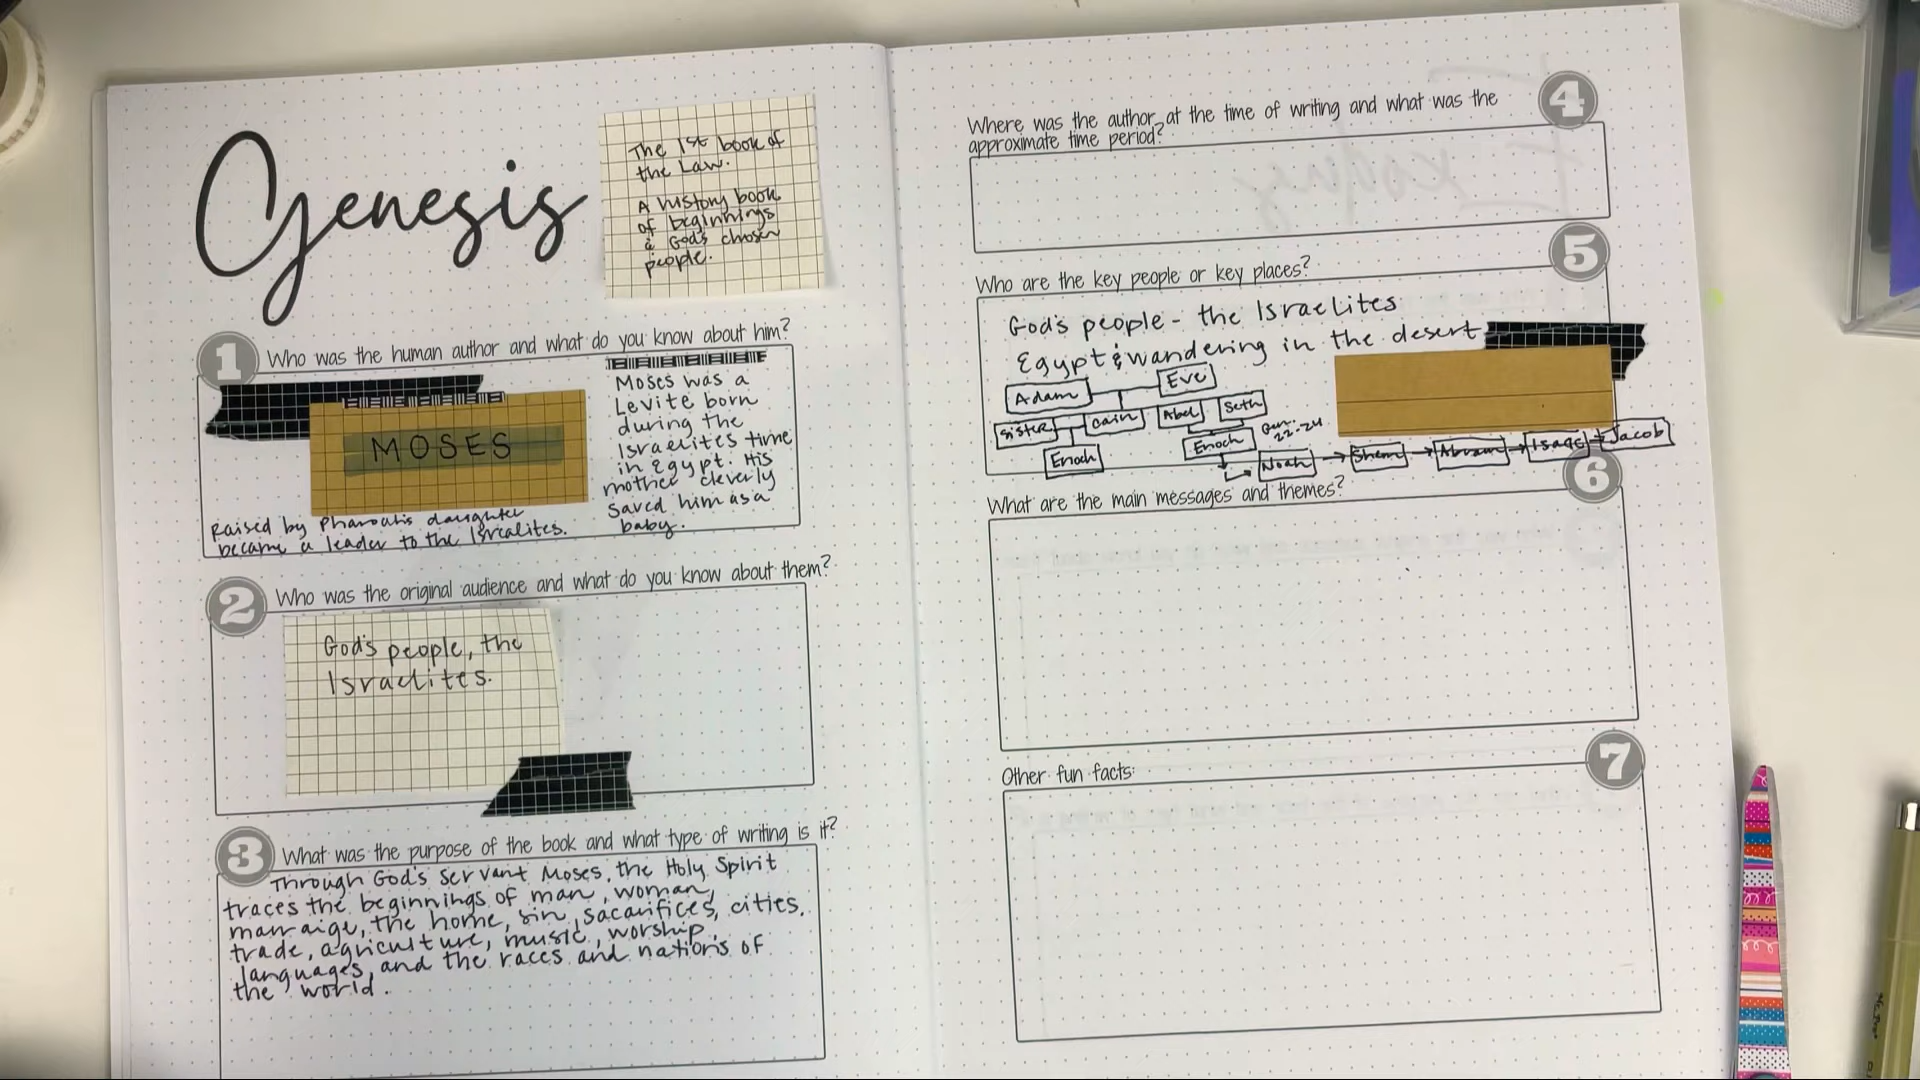 Genesis
The 1st book of
the Law.
A history book
of beginnings
& God's chosen
people.
1
Who was the human author and what do you know about him?
MOSES
Moses was a
Levite born
during the
Israelites time
in Egypt. His
mother cleverly
saved him as a
baby.
Raised by Pharoah's daughter
became a leader to the Isrealites.
2
Who was the original audience and what do you know about them?
God's people, the
Israelites.
3
What was the purpose of the book and what type of writing is it?
Through God's servant Moses, the Holy Spirit
traces the beginnings of man, woman,
marraige, the home, sin, sacarifices, cities,
trade, agriculture, music, worship,
languages, and the races and nations of
the world.
4
Where was the author at the time of writing and what was the
approximate time period?
5
Who are the key people or key places?
God's people - the Israelites
Egypt & wandering in the desert
Adam Eve
Sister Cain Abel Seth
Enoch Enoch Gen. 22-24
Noah Shem Abram Isaac Jacob
6
What are the main messages and themes?
7
Other fun facts: